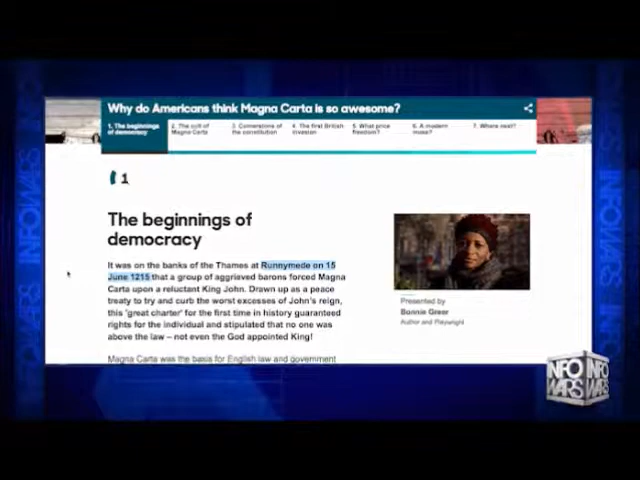 Why do Americans think Magna Carta is so awesome?
1. The beginnings
of democracy
2. The cult of
Magna Carta
3 Cornerstone of
the constitution
4 The first British
invasion
5 What price
freedom?
6. A modern
7. Where next?
1
The beginnings of
democracy
It was on the banks of the Thames at Runnymede on 15
June 1215 that a group of aggrieved barons forced Magna
Carta upon a reluctant King John. Drawn up as a peace
treaty to try and curb the worst excesses of John's reign,
this 'great charter' for the first time in history guaranteed
rights for the individual and stipulated that no one was
above the law – not even the God appointed King!
Magna Carta was the basis for English law and government
Presented by
Bonnie Greer
Author and Playwright
INFO
WARS
INFO
WARS
INFOWARS
INFOWARS